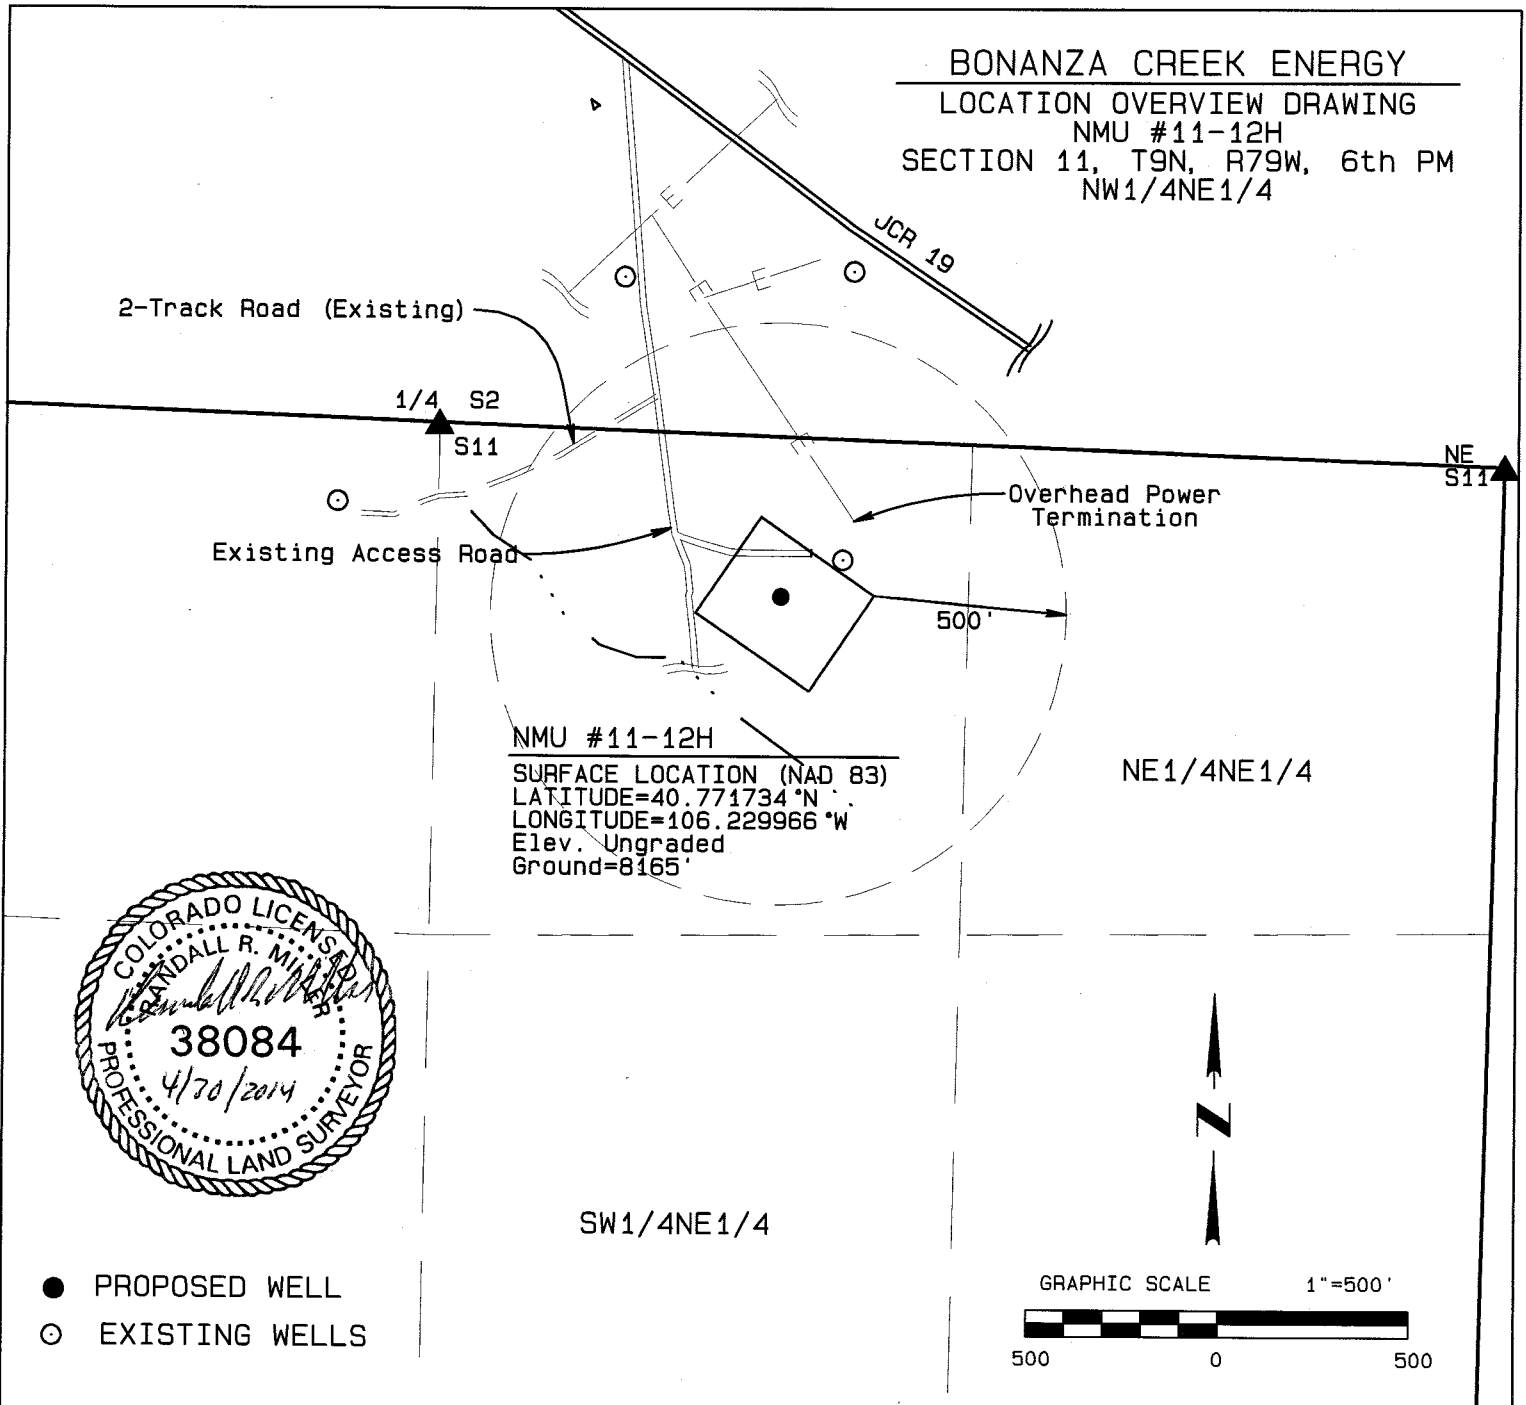 BONANZA CREEK ENERGY
LOCATION OVERVIEW DRAWING
NMU #11-12H
SECTION 11, T9N, R79W, 6th PM
NW1/4NE1/4
JCR 19
E
E
E
E
2-Track Road (Existing)
1/4 S2
S11
NE
S11
Overhead Power
Termination
Existing Access Road
500'
NMU #11-12H
SURFACE LOCATION (NAD 83)
LATITUDE=40.771734°N
LONGITUDE=106.229966°W
Elev. Ungraded
Ground=8165'
NE1/4NE1/4
COLORADO LICENSED
RANDALL R. MILLER
38084
4/30/2014
PROFESSIONAL LAND SURVEYOR
SW1/4NE1/4
N
PROPOSED WELL
EXISTING WELLS
GRAPHIC SCALE 1"=500'
500 0 500